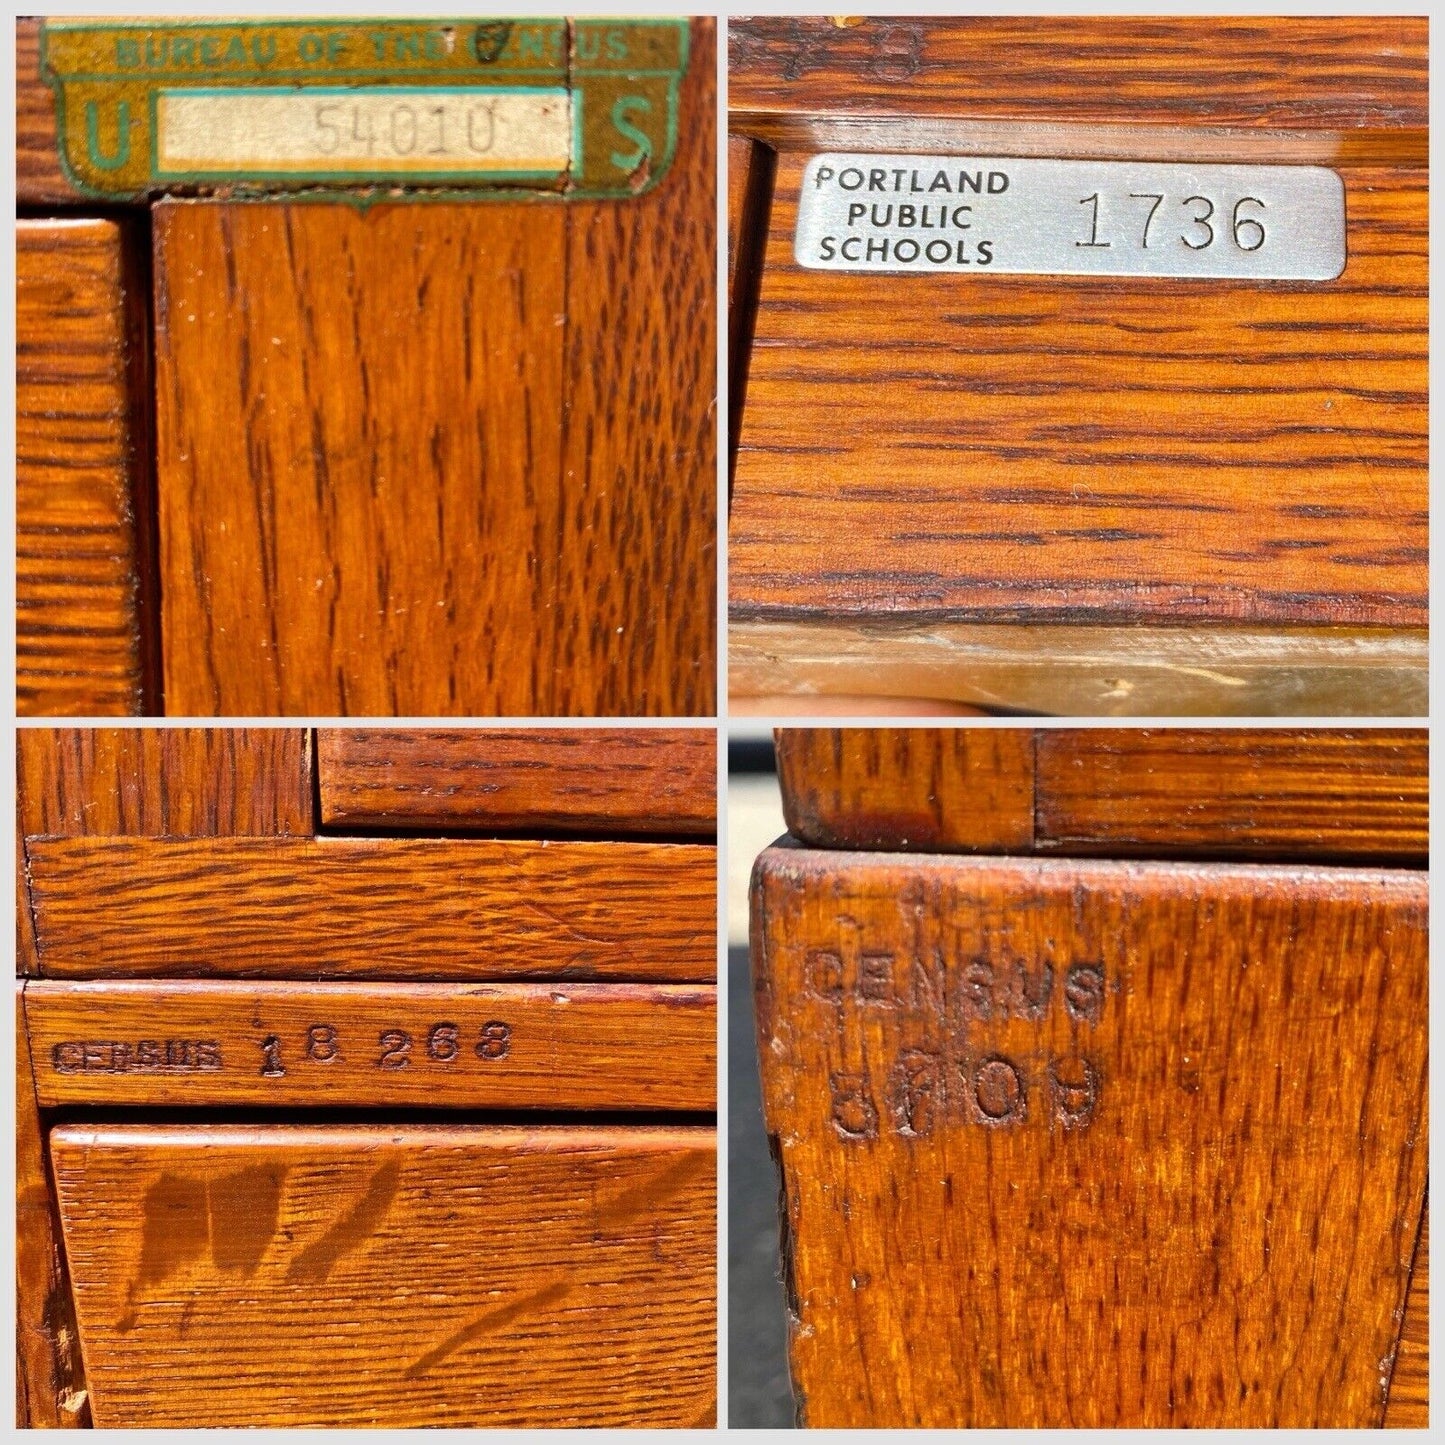 BUREAU OF THE CENSUS
U 54010 S
PORTLAND
PUBLIC
SCHOOLS
1736
CENSUS 18 268
CENSUS